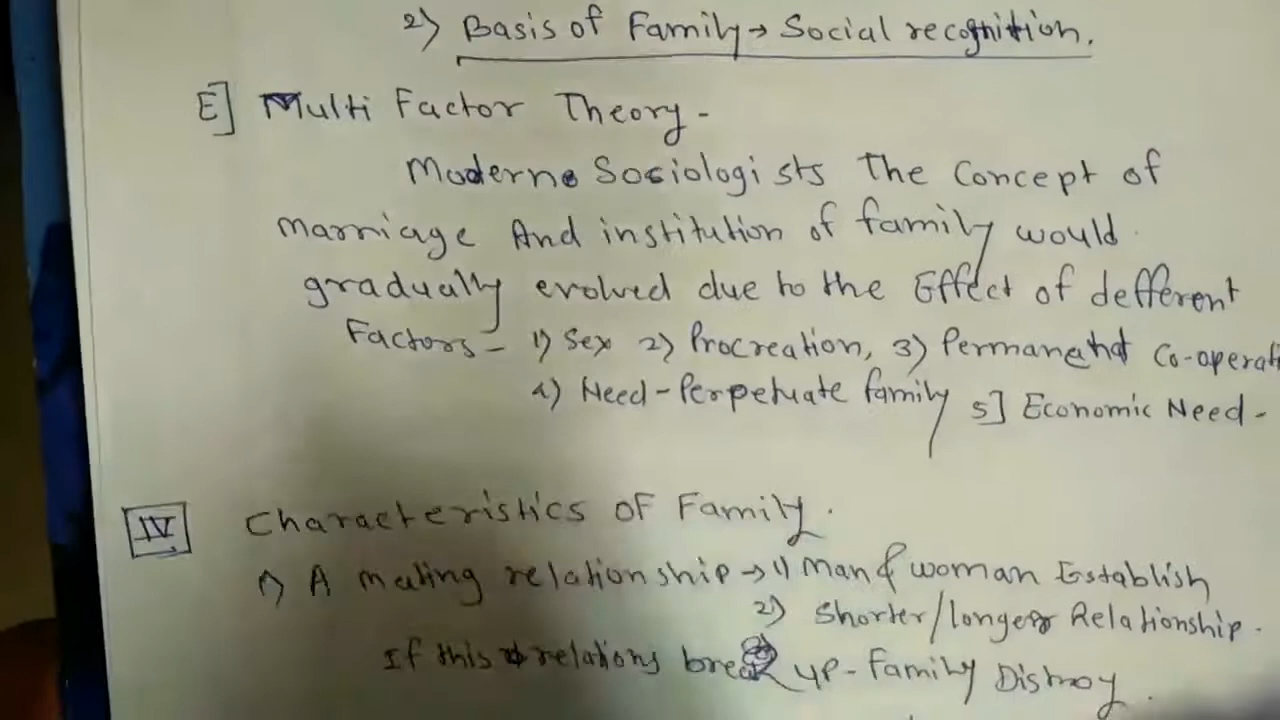 2) Basis of Family → Social recognition.
E] Multi Factor Theory -
Moderne Sociologists The Concept of
marriage And institution of family would
gradually evolved due to the Effect of defferent
Factors - 1) Sex 2) Procreation, 3) Permanent Co-operati
4) Need - Perpetuate family 5] Economic Need -
IV Characteristics of Family.
1) A mating relationship → 1) Man & woman Establish
2) Shorter/longer Relationship.
If this relations break up - Family Distroy.